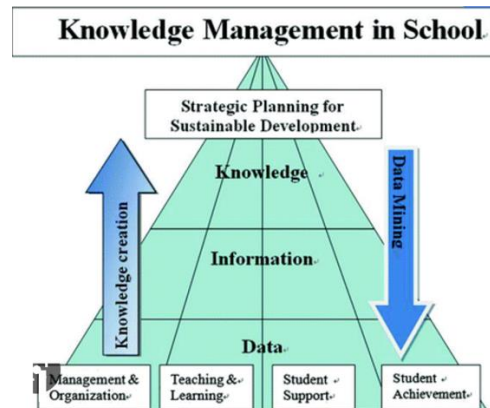 Knowledge Management in School
Strategic Planning for
Sustainable Development
Knowledge
Information
Data
Knowledge creation
Data Mining
Management &
Organization
Teaching &
Learning
Student
Support
Student
Achievement